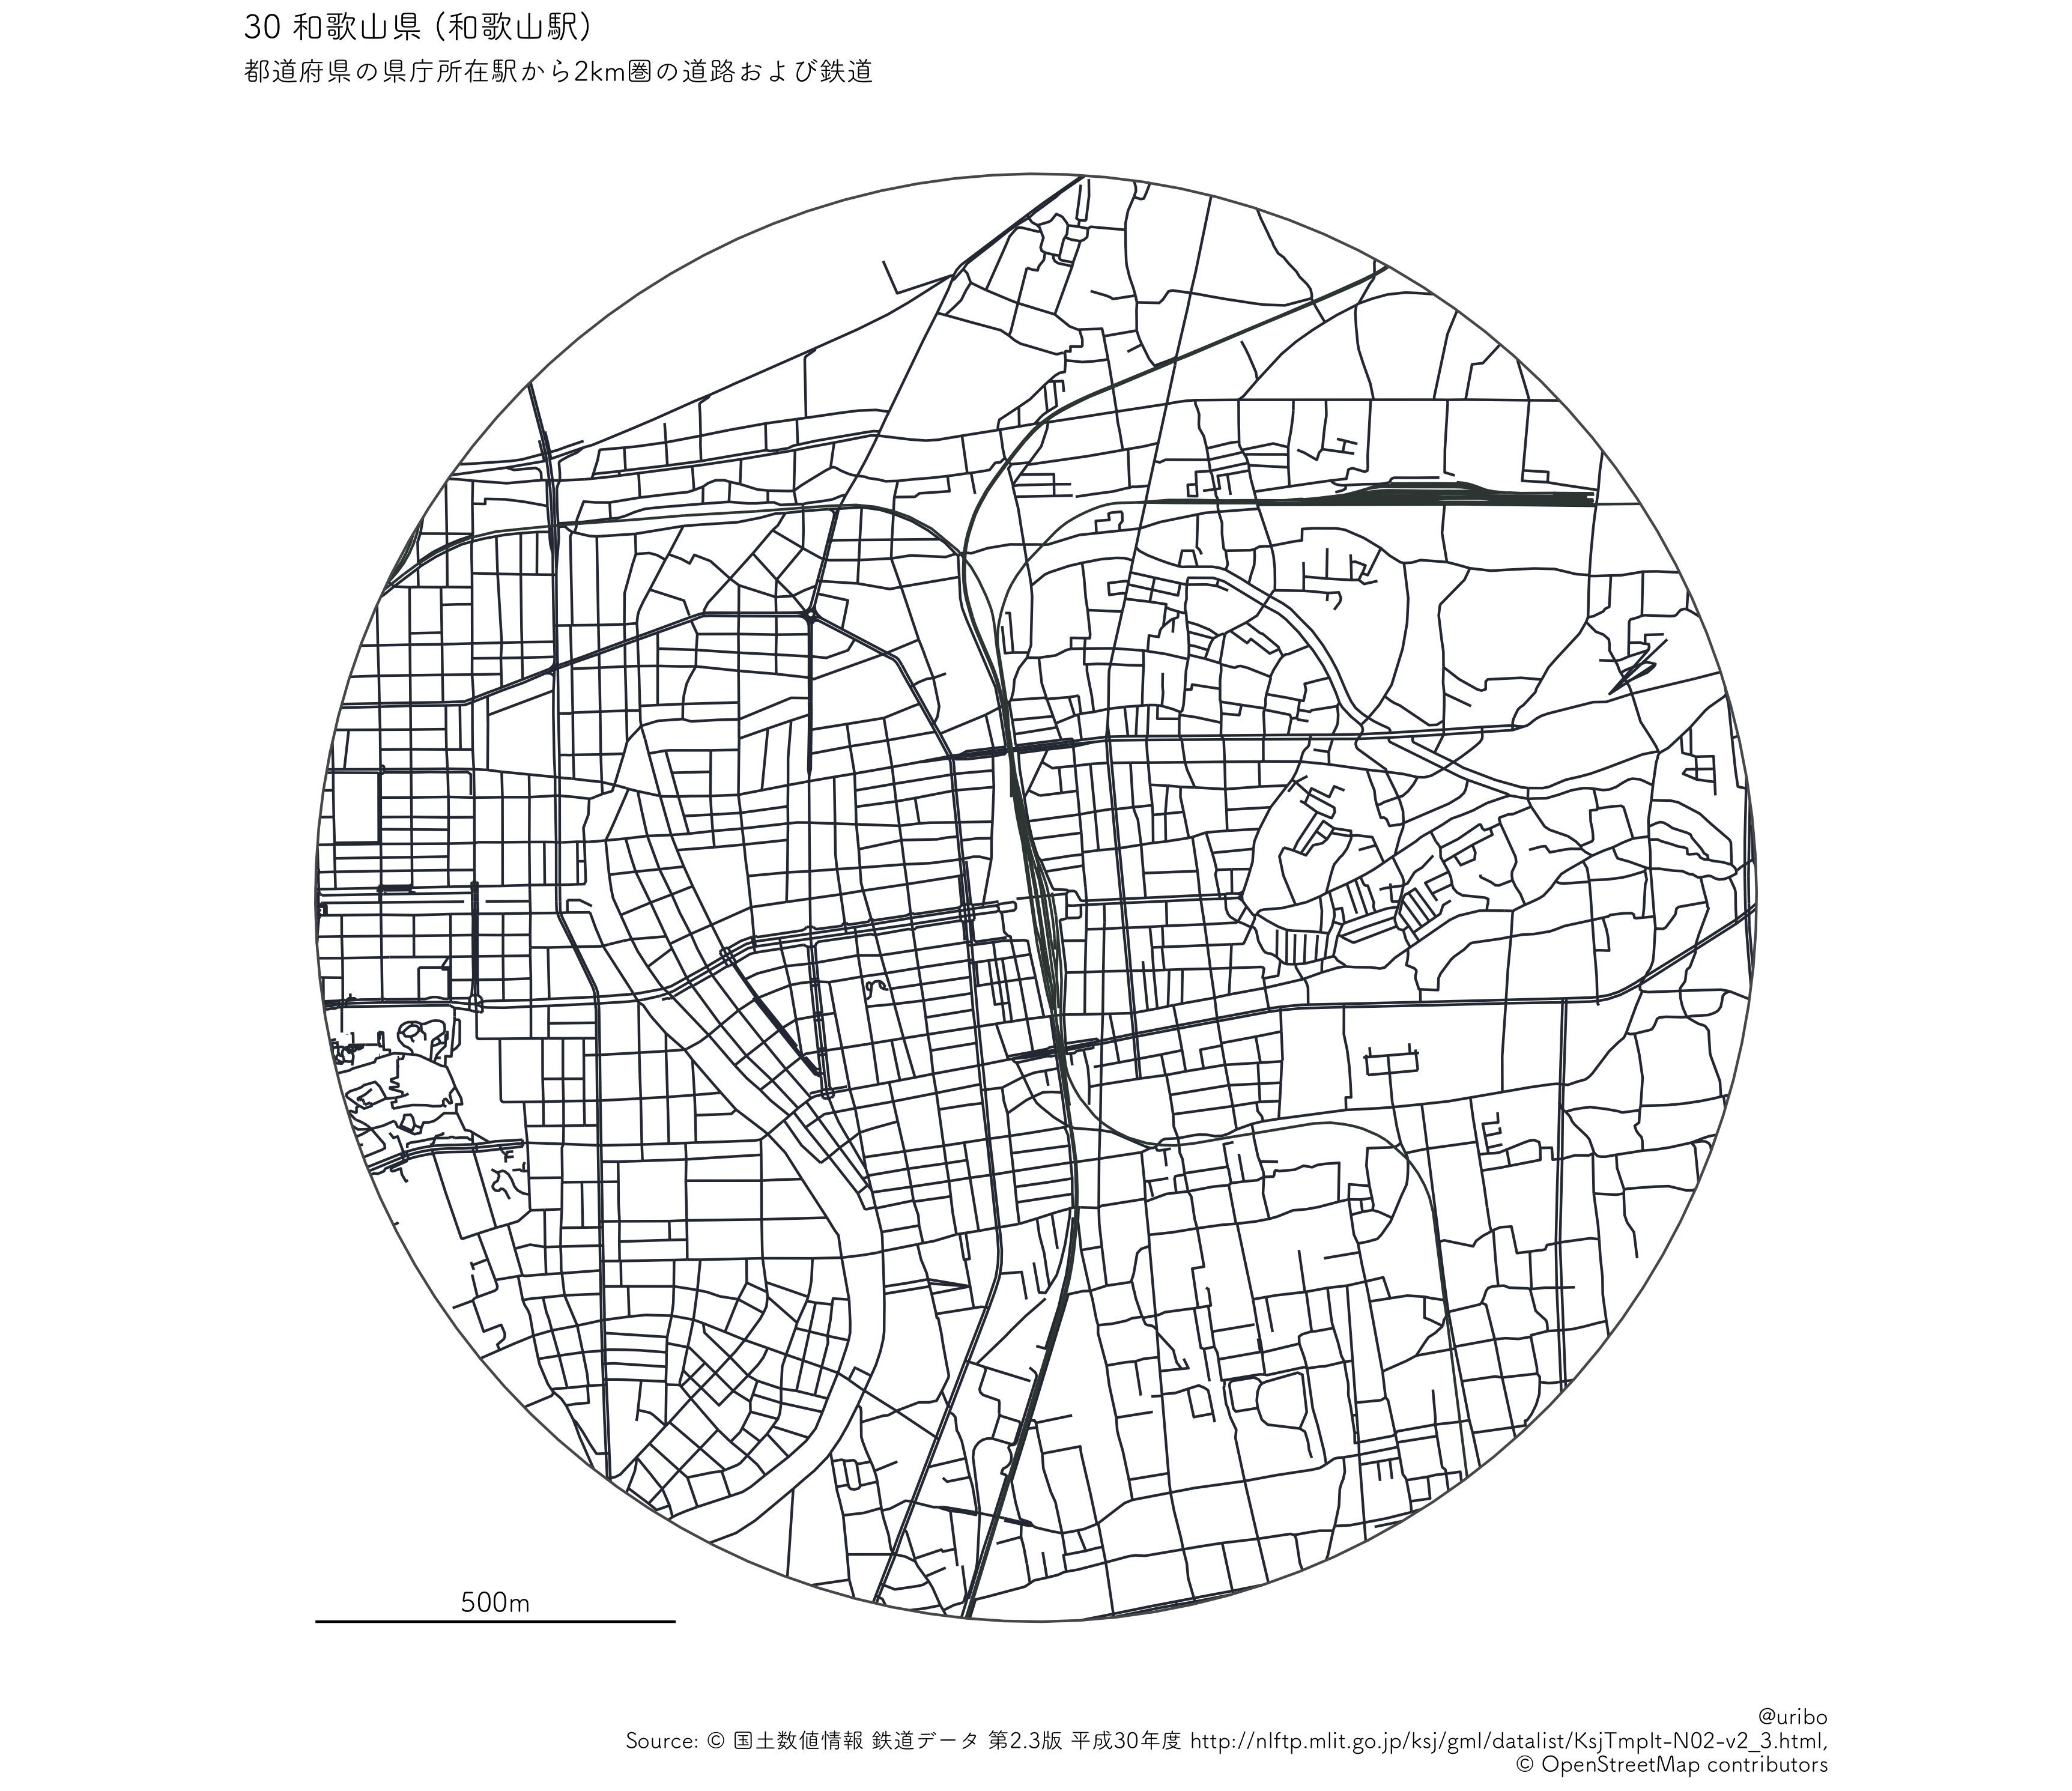 30 和歌山県 (和歌山駅)
都道府県の県庁所在駅から2km圏の道路および鉄道
500m
@uribo
Source: © 国土数値情報 鉄道データ 第2.3版 平成30年度 http://nlftp.mlit.go.jp/ksj/gml/datalist/KsjTmplt-N02-v2_3.html,
© OpenStreetMap contributors